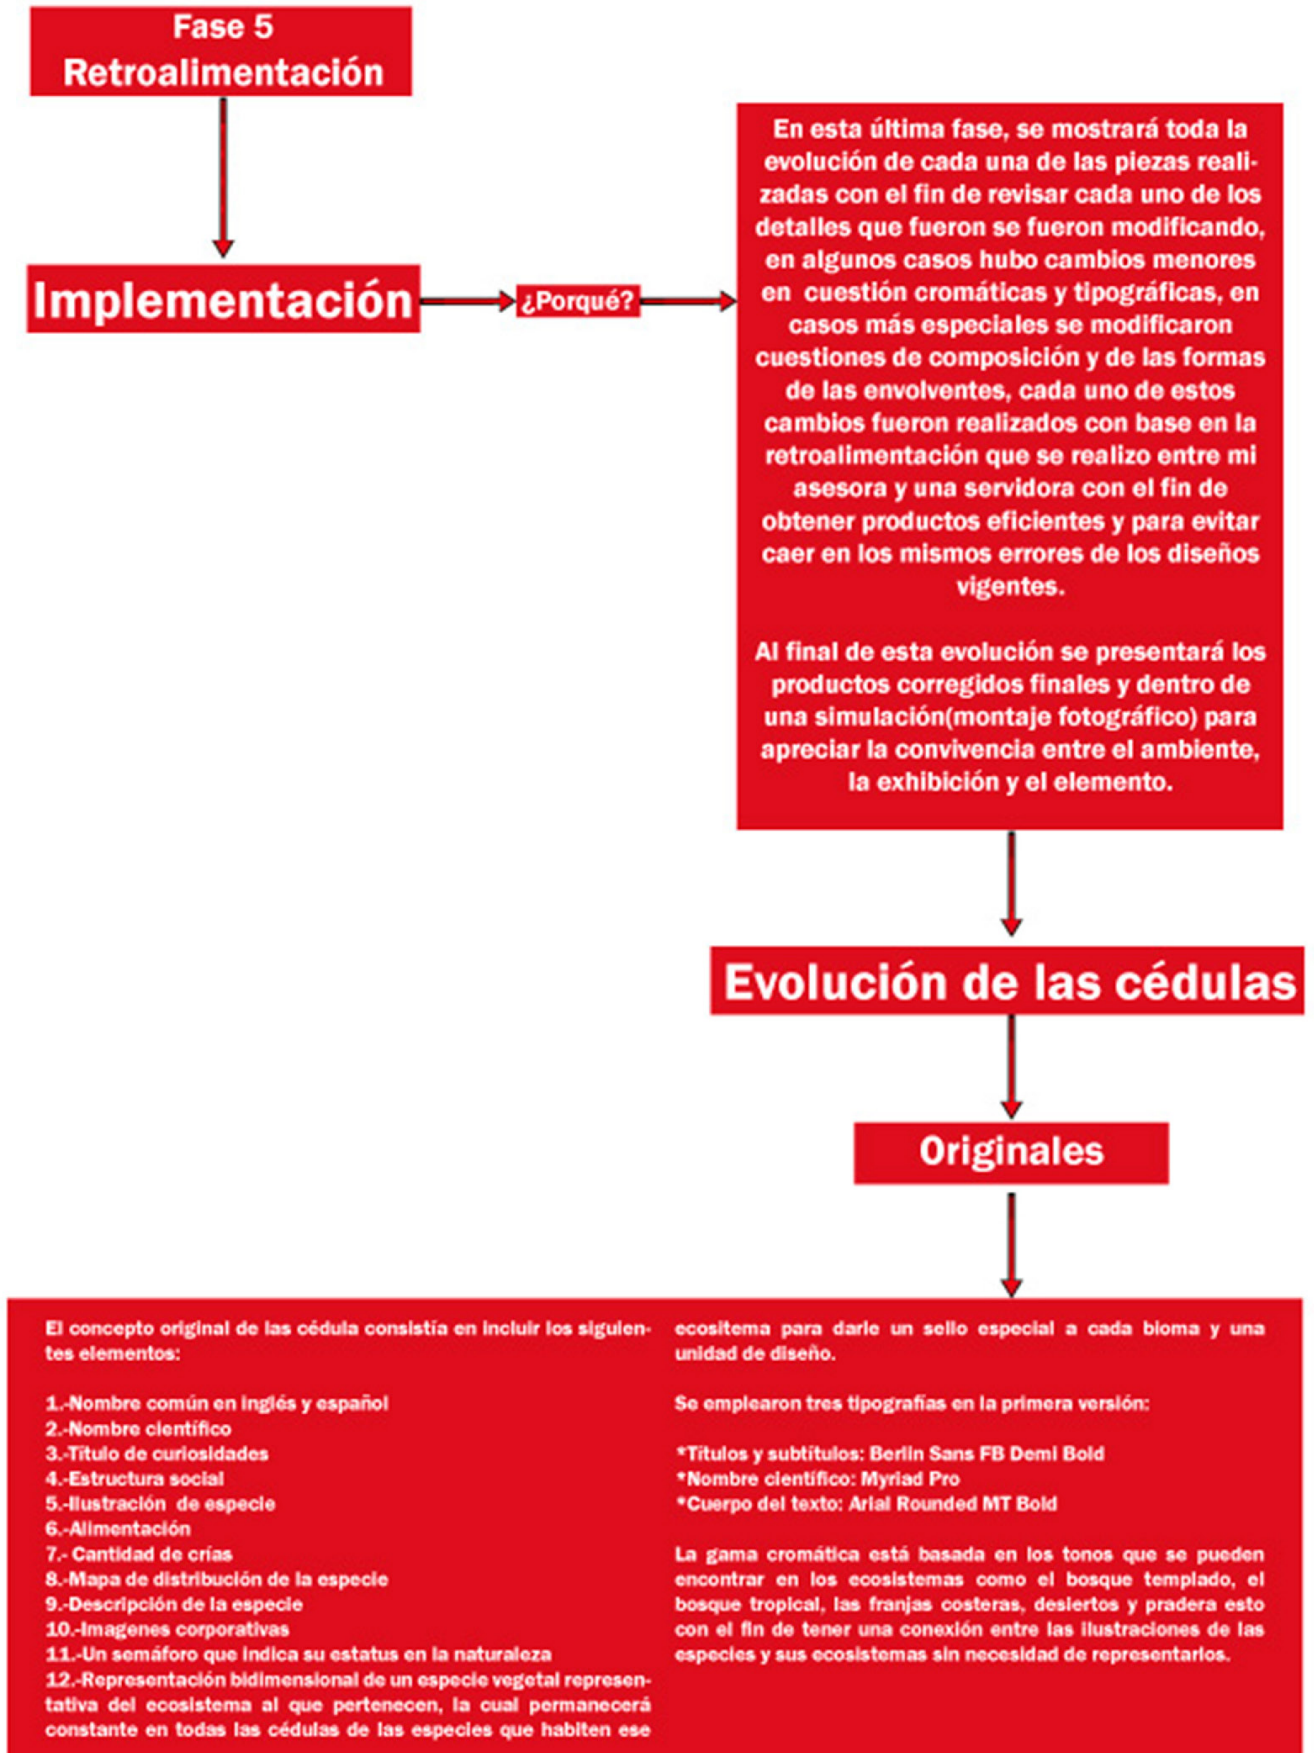 Fase 5
Retroalimentación
Implementación
¿Porqué?
En esta última fase, se mostrará toda la
evolución de cada una de las piezas reali-
zadas con el fin de revisar cada uno de los
detalles que fueron se fueron modificando,
en algunos casos hubo cambios menores
en cuestión cromáticas y tipográficas, en
casos más especiales se modificaron
cuestiones de composición y de las formas
de las envolventes, cada uno de estos
cambios fueron realizados con base en la
retroalimentación que se realizo entre mi
asesora y una servidora con el fin de
obtener productos eficientes y para evitar
caer en los mismos errores de los diseños
vigentes.
Al final de esta evolución se presentará los
productos corregidos finales y dentro de
una simulación(montaje fotográfico) para
apreciar la convivencia entre el ambiente,
la exhibición y el elemento.
Evolución de las cédulas
Originales
El concepto original de las cédula consistía en incluir los siguien-
tes elementos:
1.-Nombre común en inglés y español
2.-Nombre científico
3.-Título de curiosidades
4.-Estructura social
5.-Ilustración de especie
6.-Alimentación
7.- Cantidad de crías
8.-Mapa de distribución de la especie
9.-Descripción de la especie
10.-Imagenes corporativas
11.-Un semáforo que indica su estatus en la naturaleza
12.-Representación bidimensional de un especie vegetal represen-
tativa del ecosistema al que pertenecen, la cual permanecerá
constante en todas las cédulas de las especies que habiten ese
ecositema para darle un sello especial a cada bioma y una
unidad de diseño.
Se emplearon tres tipografías en la primera versión:
*Títulos y subtítulos: Berlin Sans FB Demi Bold
*Nombre científico: Myriad Pro
*Cuerpo del texto: Arial Rounded MT Bold
La gama cromática está basada en los tonos que se pueden
encontrar en los ecosistemas como el bosque templado, el
bosque tropical, las franjas costeras, desiertos y pradera esto
con el fin de tener una conexión entre las ilustraciones de las
especies y sus ecosistemas sin necesidad de representarlos.